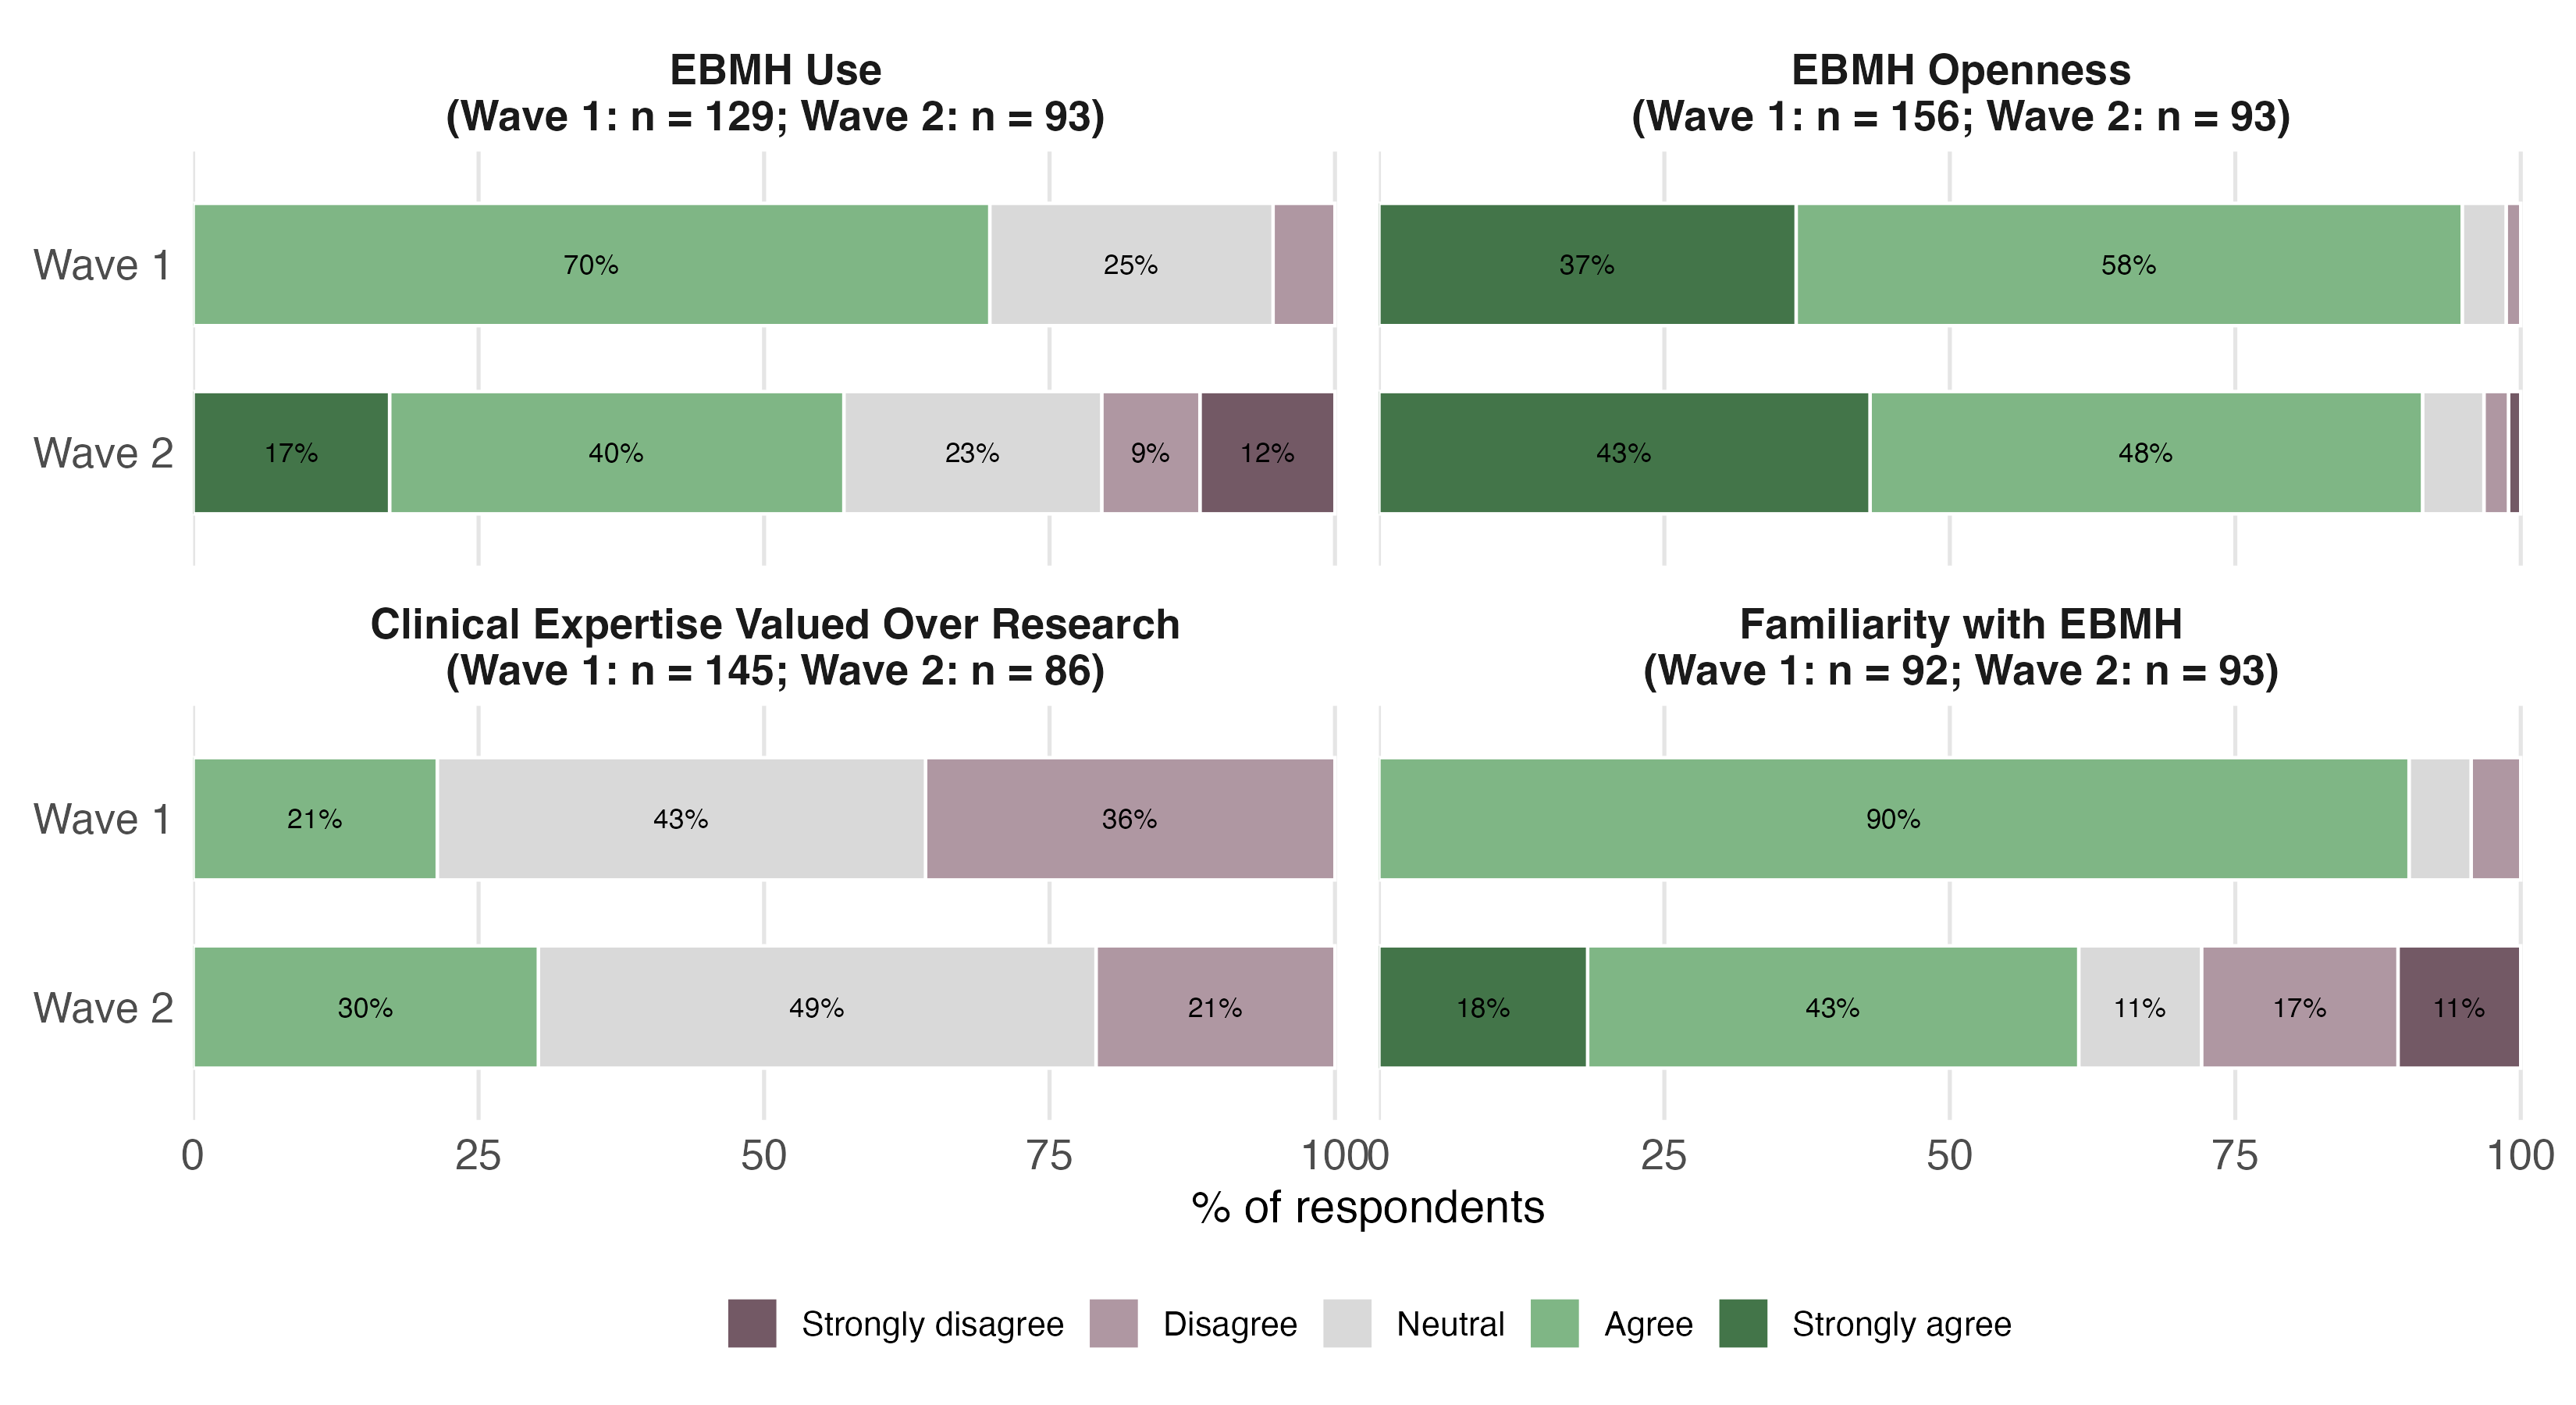 EBMH Use
(Wave 1: n = 129; Wave 2: n = 93)
EBMH Openness
(Wave 1: n = 156; Wave 2: n = 93)
Wave 1
70%
25%
37%
58%
Wave 2
17%
40%
23%
9%
12%
43%
48%
Clinical Expertise Valued Over Research
(Wave 1: n = 145; Wave 2: n = 86)
Familiarity with EBMH
(Wave 1: n = 92; Wave 2: n = 93)
Wave 1
21%
43%
36%
90%
Wave 2
30%
49%
21%
18%
43%
11%
17%
11%
0 25 50 75 100 0 25 50 75 100
% of respondents
Strongly disagree Disagree Neutral Agree Strongly agree